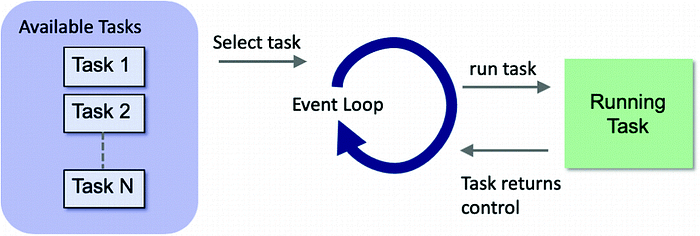 Available Tasks
Task 1
Task 2
Task N
Select task
Event Loop
run task
Running
Task
Task returns
control